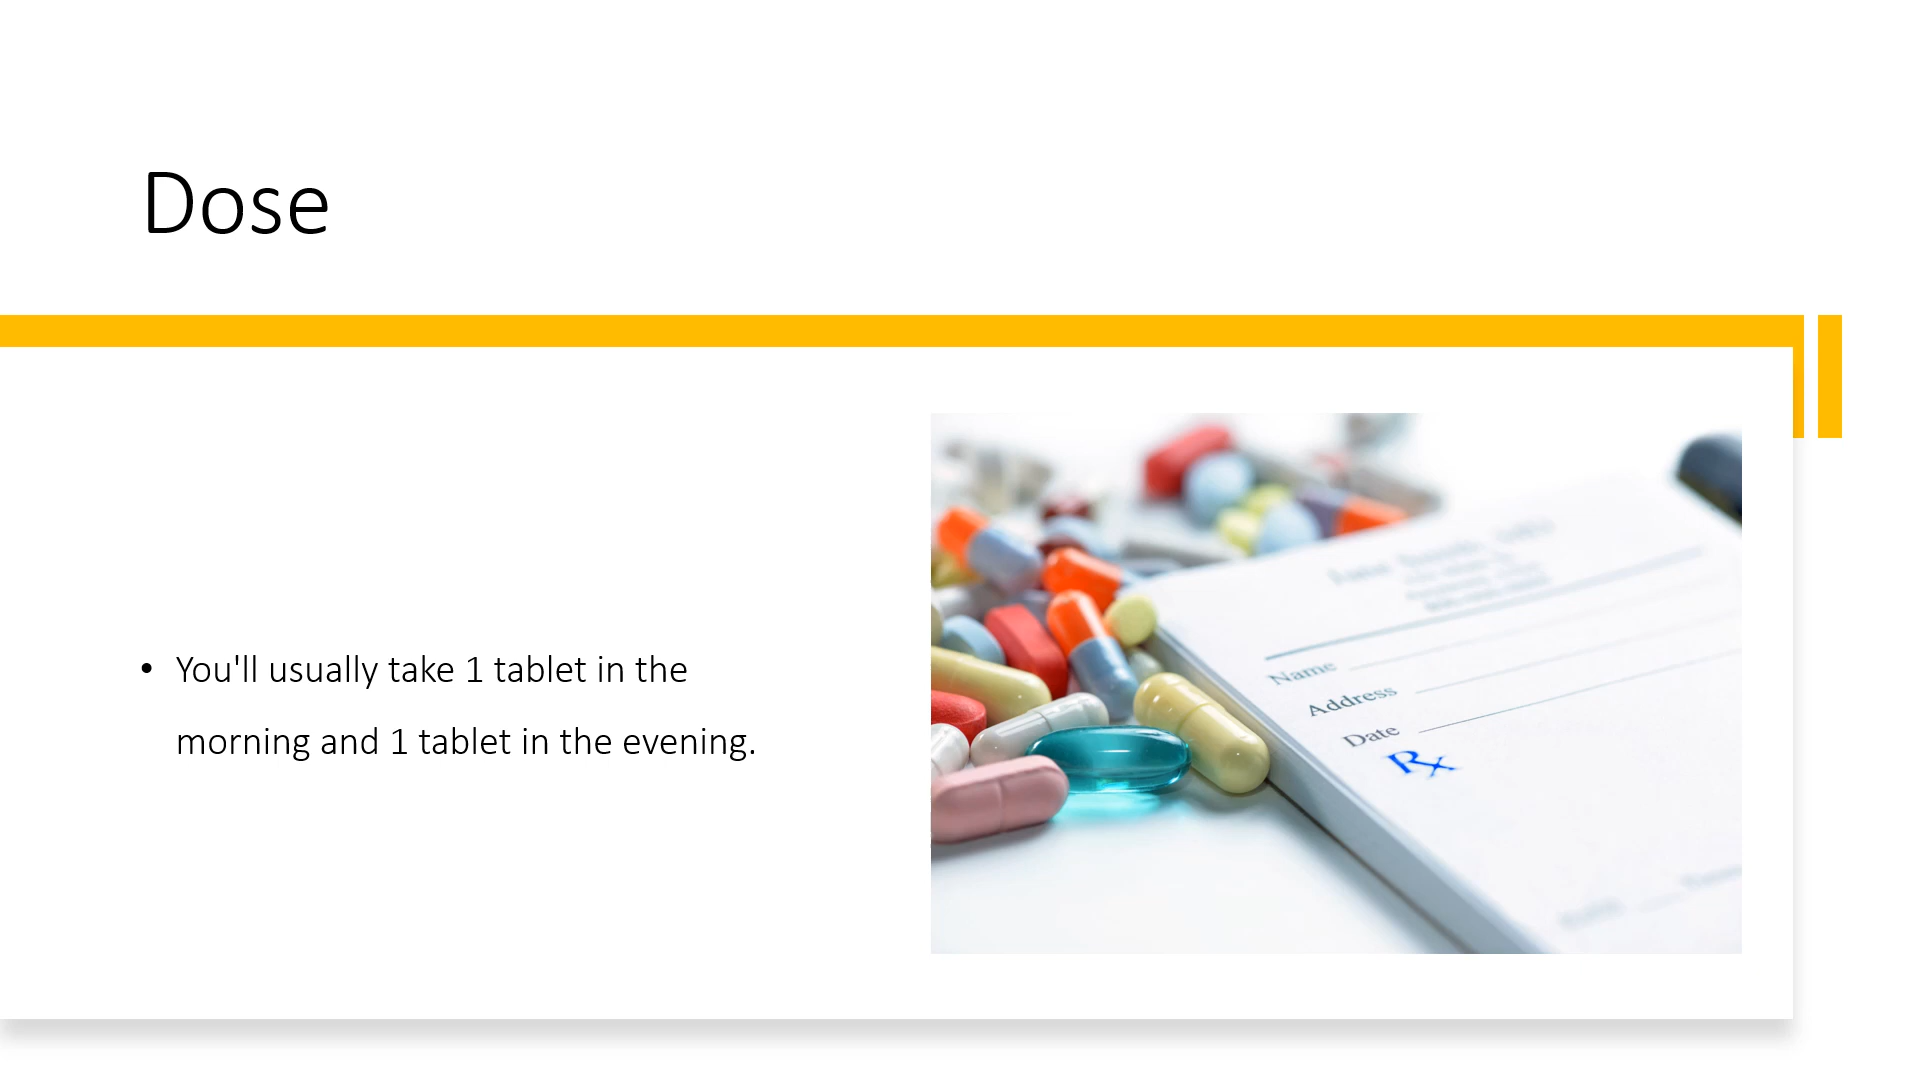 Dose
• You'll usually take 1 tablet in the
morning and 1 tablet in the evening.
Name
Address
Date
Rx